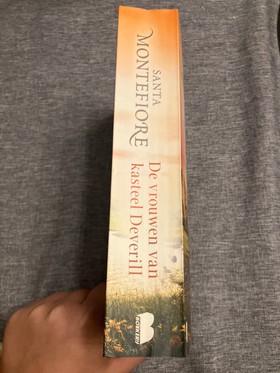 SANTA
MONTEFIORE
De vrouwen van
kasteel Deverill